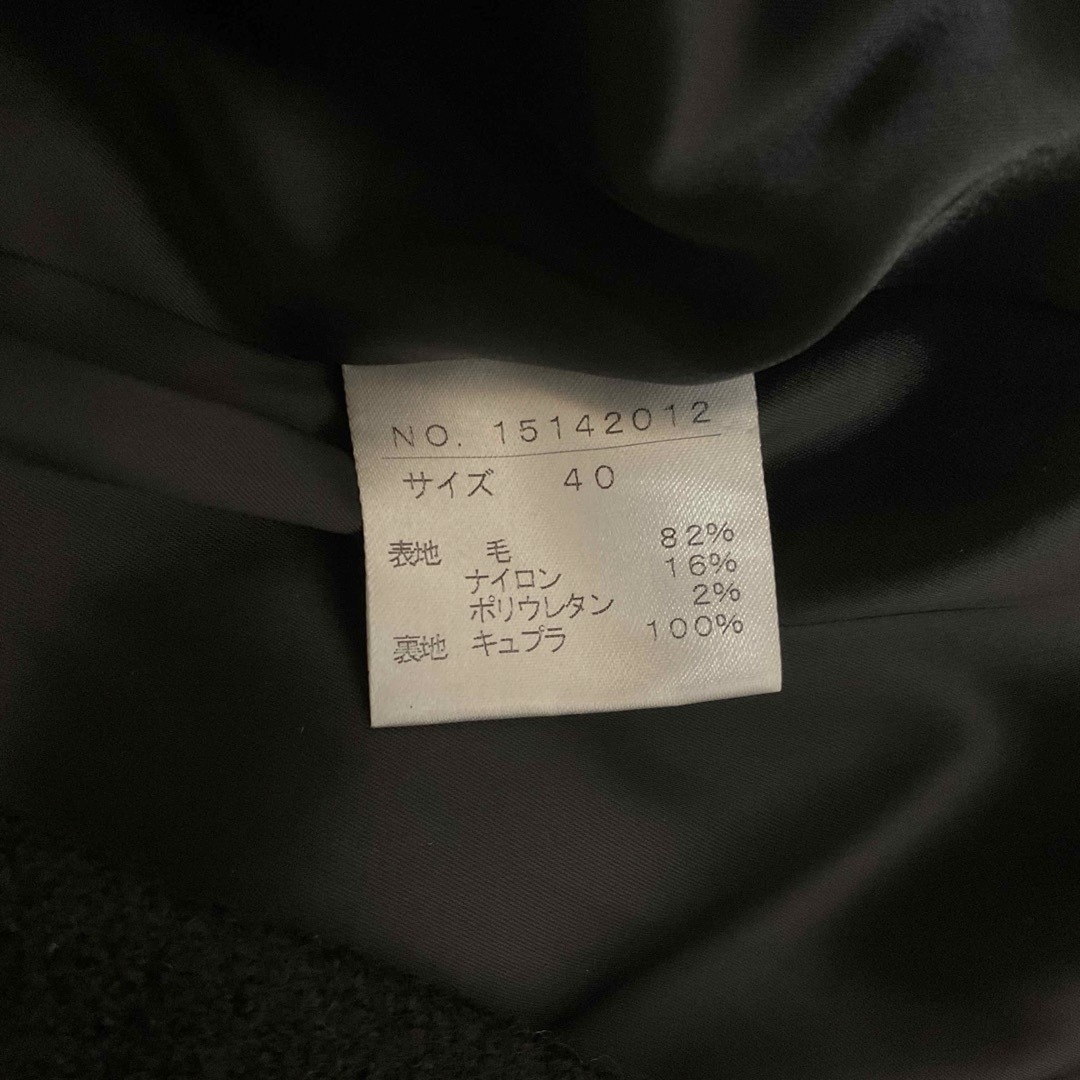 NO. 15142012
サイズ 40
表地 毛 82%
ナイロン 16%
ポリウレタン 2%
裏地 キュプラ 100%